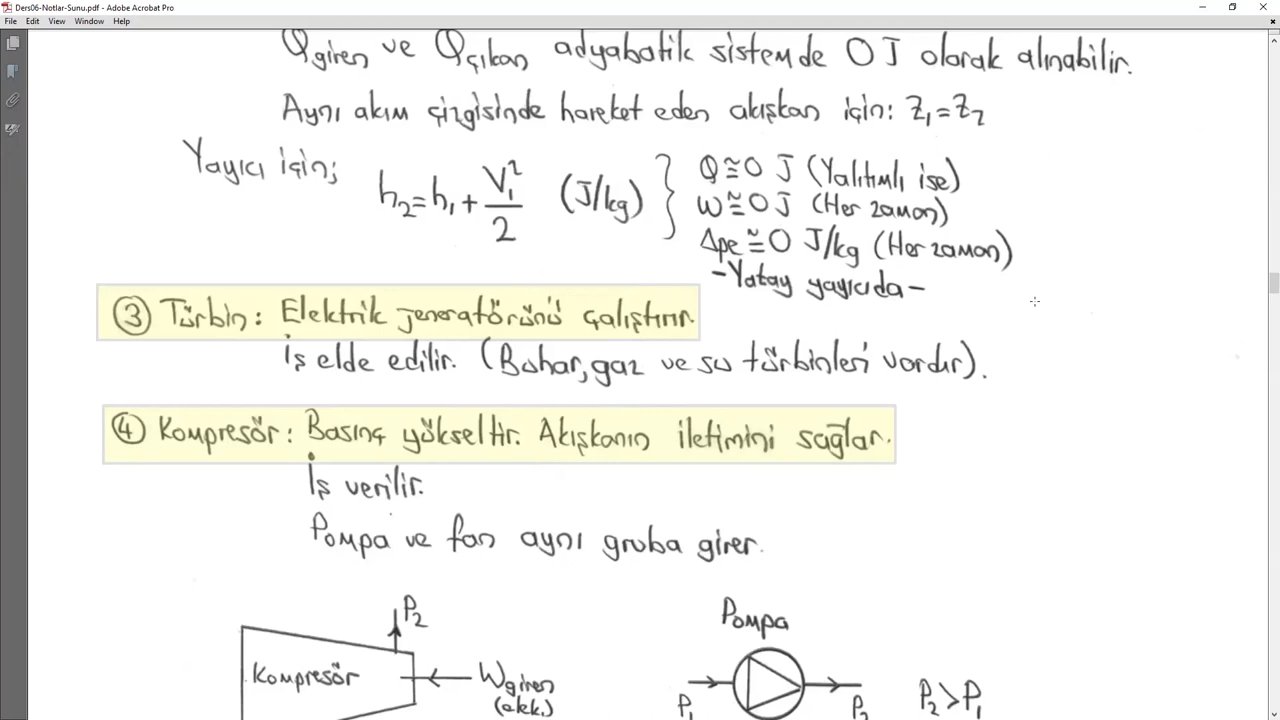 Ders06-Notlar-Sunu.pdf - Adobe Acrobat Pro
File Edit View Window Help
Qgiren ve Qçıkan adyabatik sistemde 0 J olarak alınabilir.
Aynı akım çizgisinde hareket eden akışkan için: z₁=z₂
Yayıcı için;
h₂=h₁+V₁²/2 (J/kg)
Q≅0 J (Yalıtımlı ise)
W≅0 J (Her zaman)
Δpe≅0 J/kg (Her zaman)
-Yatay yayıcıda-
③ Türbin: Elektrik jeneratörünü çalıştırır.
İş elde edilir. (Buhar, gaz ve su türbinleri vardır).
④ Kompresör: Basınç yükseltir. Akışkanın iletimini sağlar.
İş verilir.
Pompa ve fan aynı gruba girer.
P₂
Kompresör
Wgiren
(akk.)
Pompa
P₁
P₂
P₂>P₁